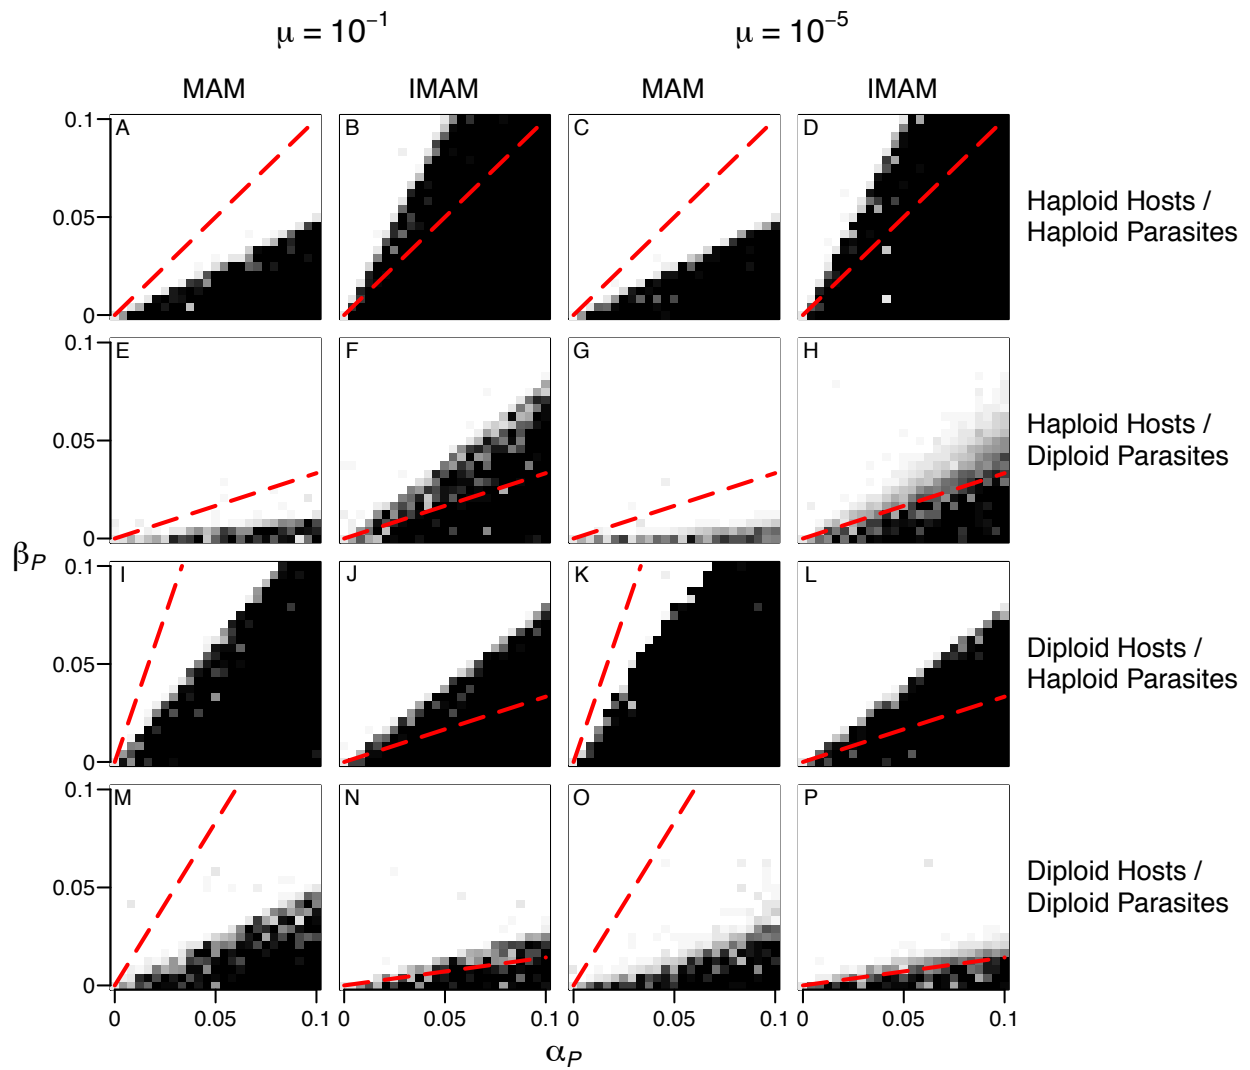 μ = 10⁻¹ μ = 10⁻⁵
MAM IMAM MAM IMAM
0.1 A B C D
0.05
0
Haploid Hosts /
Haploid Parasites
0.1 E F G H
0.05
0
Haploid Hosts /
Diploid Parasites
βP
0.1 I J K L
0.05
0
Diploid Hosts /
Haploid Parasites
0.1 M N O P
0.05
0
Diploid Hosts /
Diploid Parasites
0 0.05 0.1 0 0.05 0.1 0 0.05 0.1 0 0.05 0.1
αP